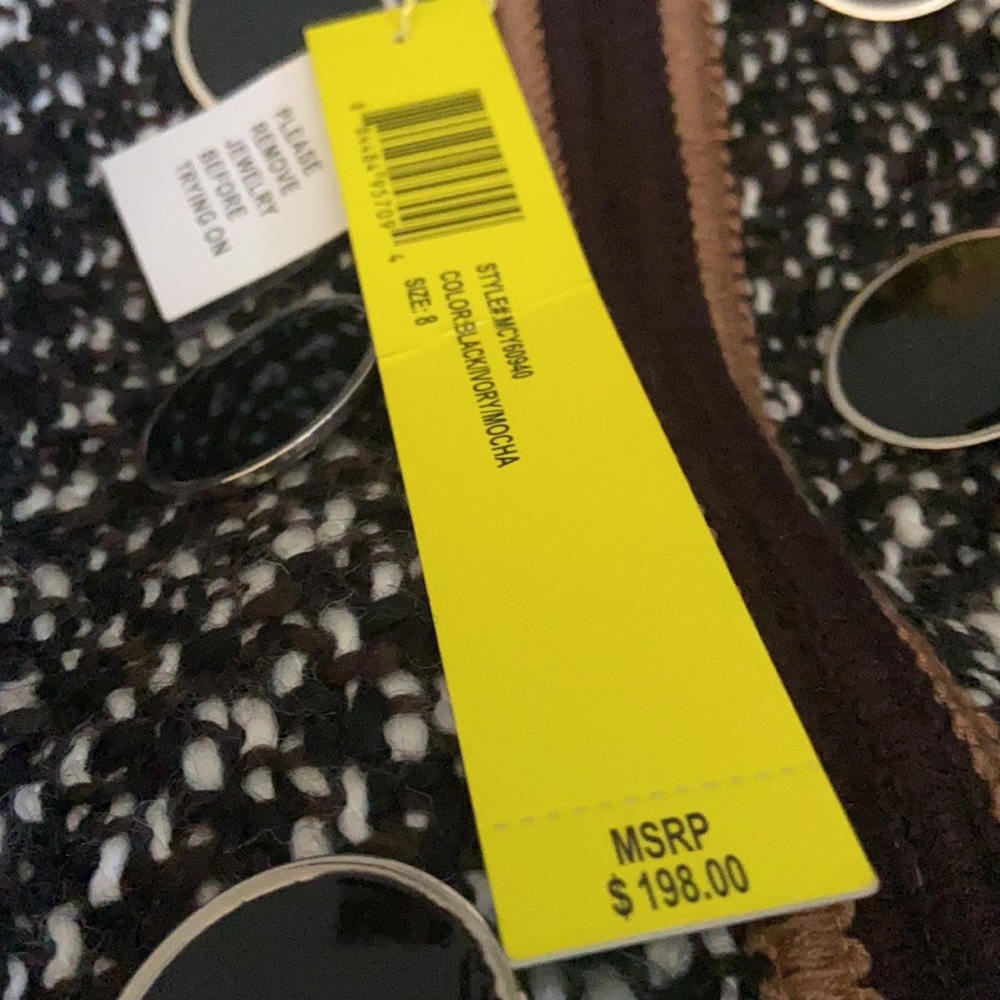 PLEASE
REMOVE
JEWELRY
BEFORE
TRYING ON
STYLE#:MCY60940
COLOR:BLACK/IVORY/MOCHA
SIZE: 8
MSRP
$198.00